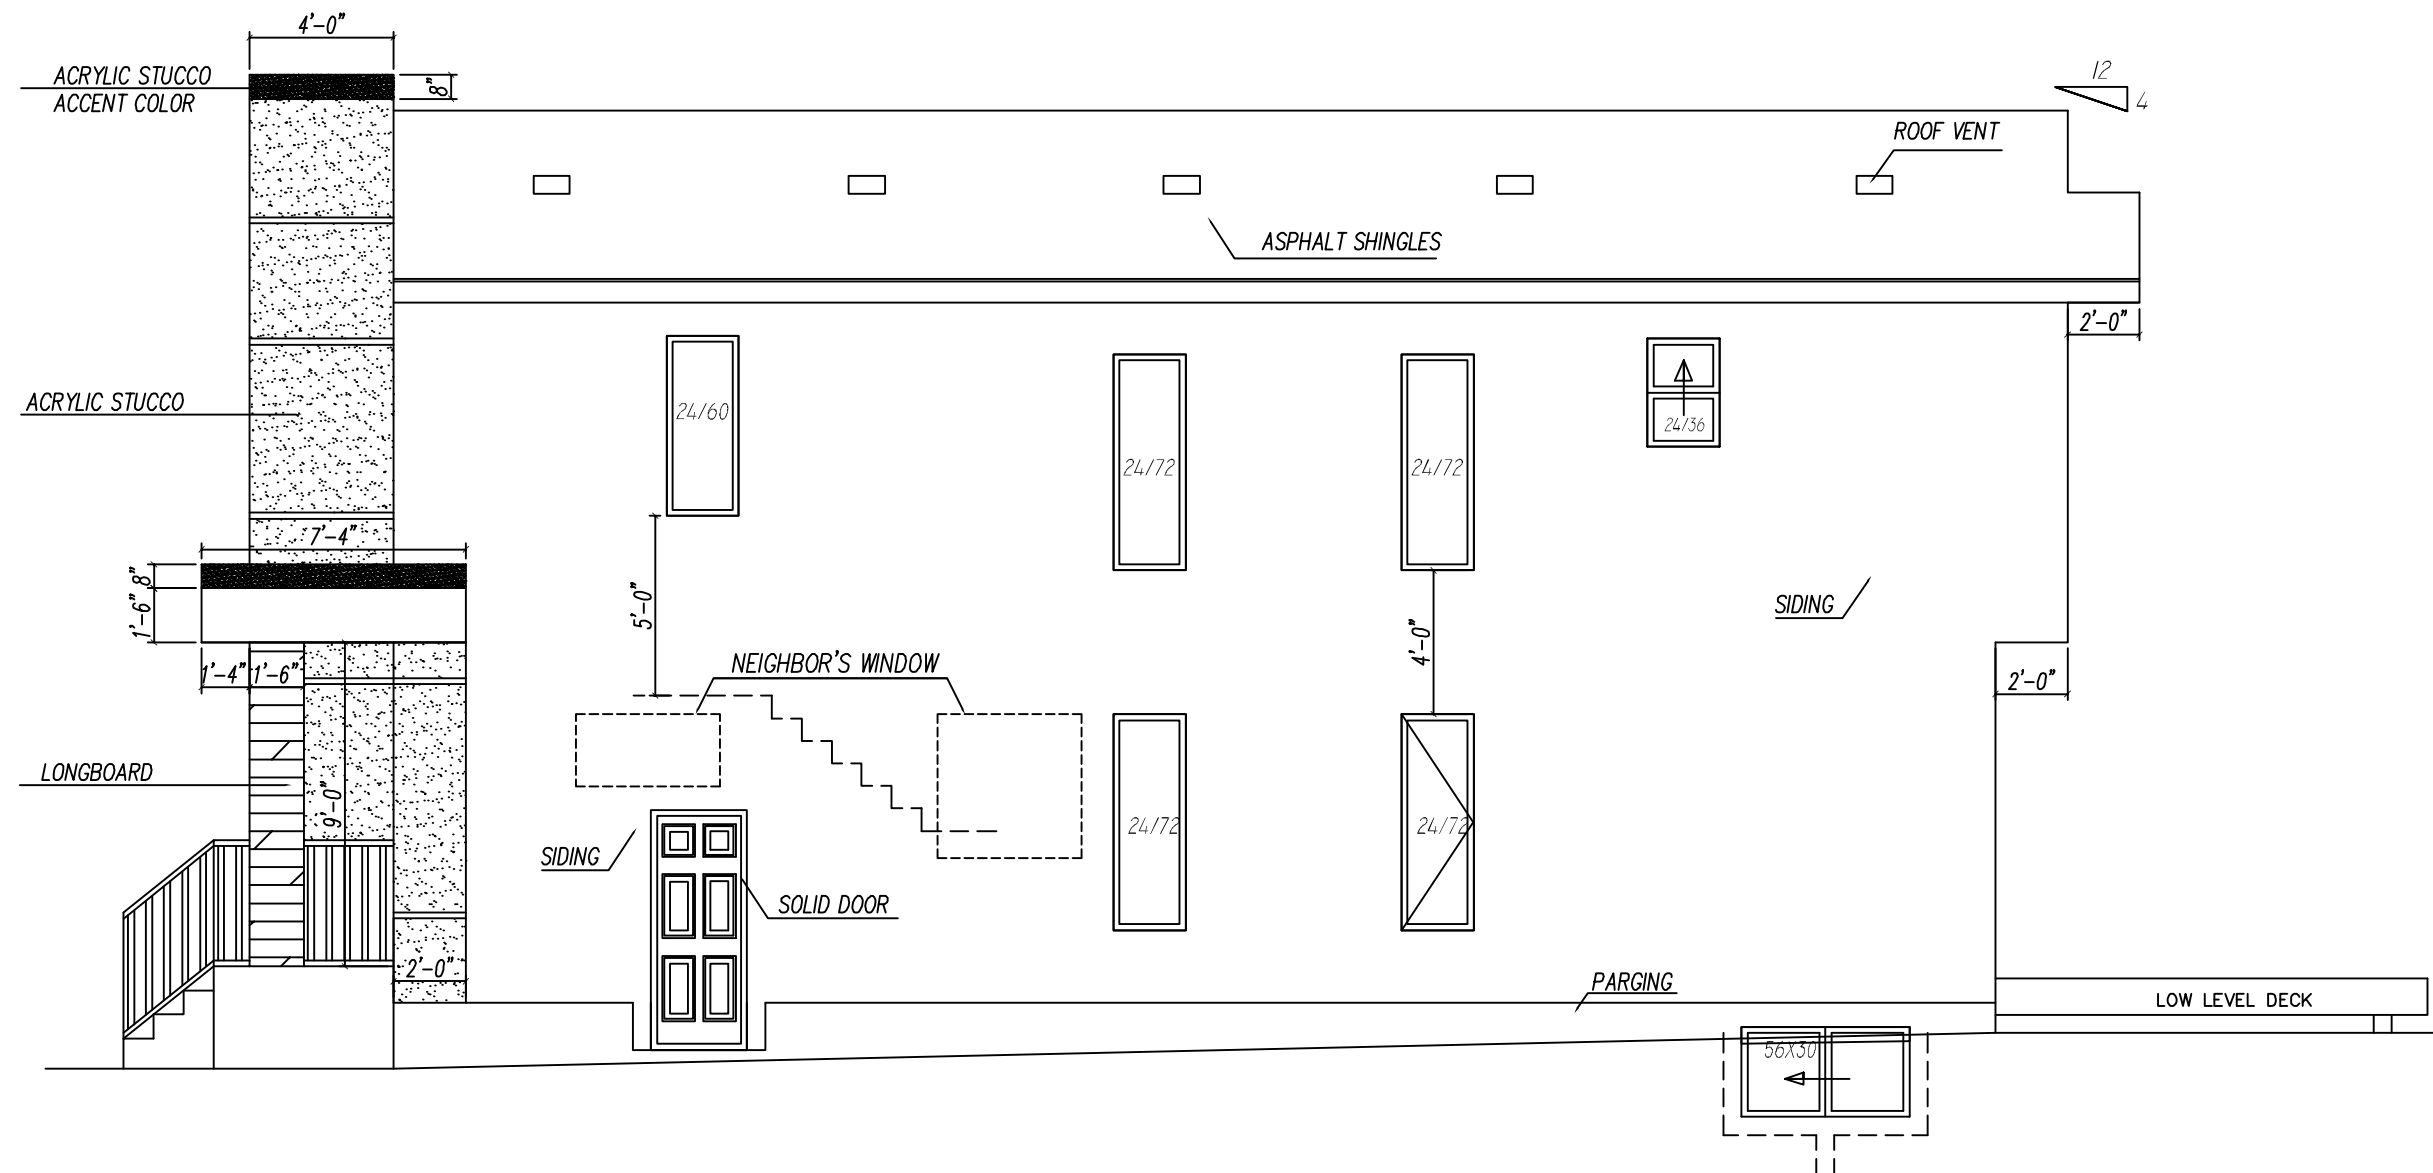 4'-0"
ACRYLIC STUCCO
ACCENT COLOR
8"
12
4
ROOF VENT
ASPHALT SHINGLES
2'-0"
24/60
24/72
24/72
24/36
ACRYLIC STUCCO
7'-4"
8"
1'-6"
5'-0"
4'-0"
SIDING
1'-4"
1'-6"
NEIGHBOR'S WINDOW
2'-0"
LONGBOARD
9'-0"
24/72
24/72
SIDING
SOLID DOOR
2'-0"
PARGING
LOW LEVEL DECK
56X30